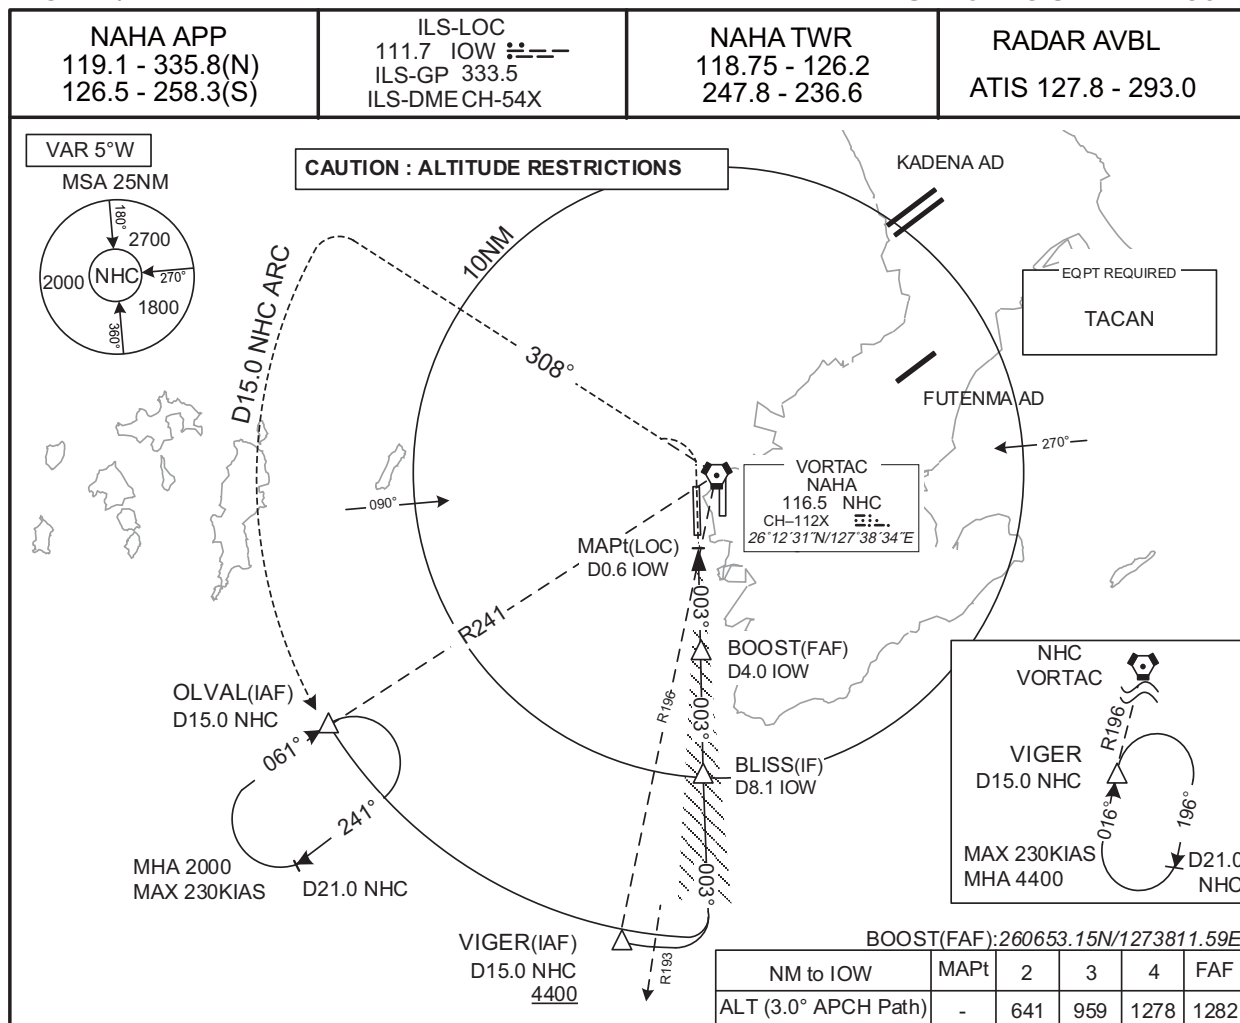 NAHA APP
119.1 - 335.8(N)
126.5 - 258.3(S)
ILS-LOC
111.7 IOW
ILS-GP 333.5
ILS-DME CH-54X
NAHA TWR
118.75 - 126.2
247.8 - 236.6
RADAR AVBL
ATIS 127.8 - 293.0
VAR 5°W
MSA 25NM
180°
2700
2000
NHC
270°
1800
360°
CAUTION : ALTITUDE RESTRICTIONS
KADENA AD
10NM
D15.0 NHC ARC
EQPT REQUIRED
TACAN
308°
FUTENMA AD
270°
090°
VORTAC
NAHA
116.5 NHC
CH–112X
26°12′31″N/127°38′34″E
MAPt(LOC)
D0.6 IOW
003°
R241
BOOST(FAF)
D4.0 IOW
R196
003°
OLVAL(IAF)
D15.0 NHC
061°
241°
BLISS(IF)
D8.1 IOW
MHA 2000
MAX 230KIAS
D21.0 NHC
003°
VIGER(IAF)
D15.0 NHC
4400
R193
NHC
VORTAC
R196
VIGER
D15.0 NHC
016°
196°
MAX 230KIAS
MHA 4400
D21.0
NHC
BOOST(FAF):260653.15N/1273811.59E
NM to IOW MAPt 2 3 4 FAF
ALT (3.0° APCH Path) - 641 959 1278 1282